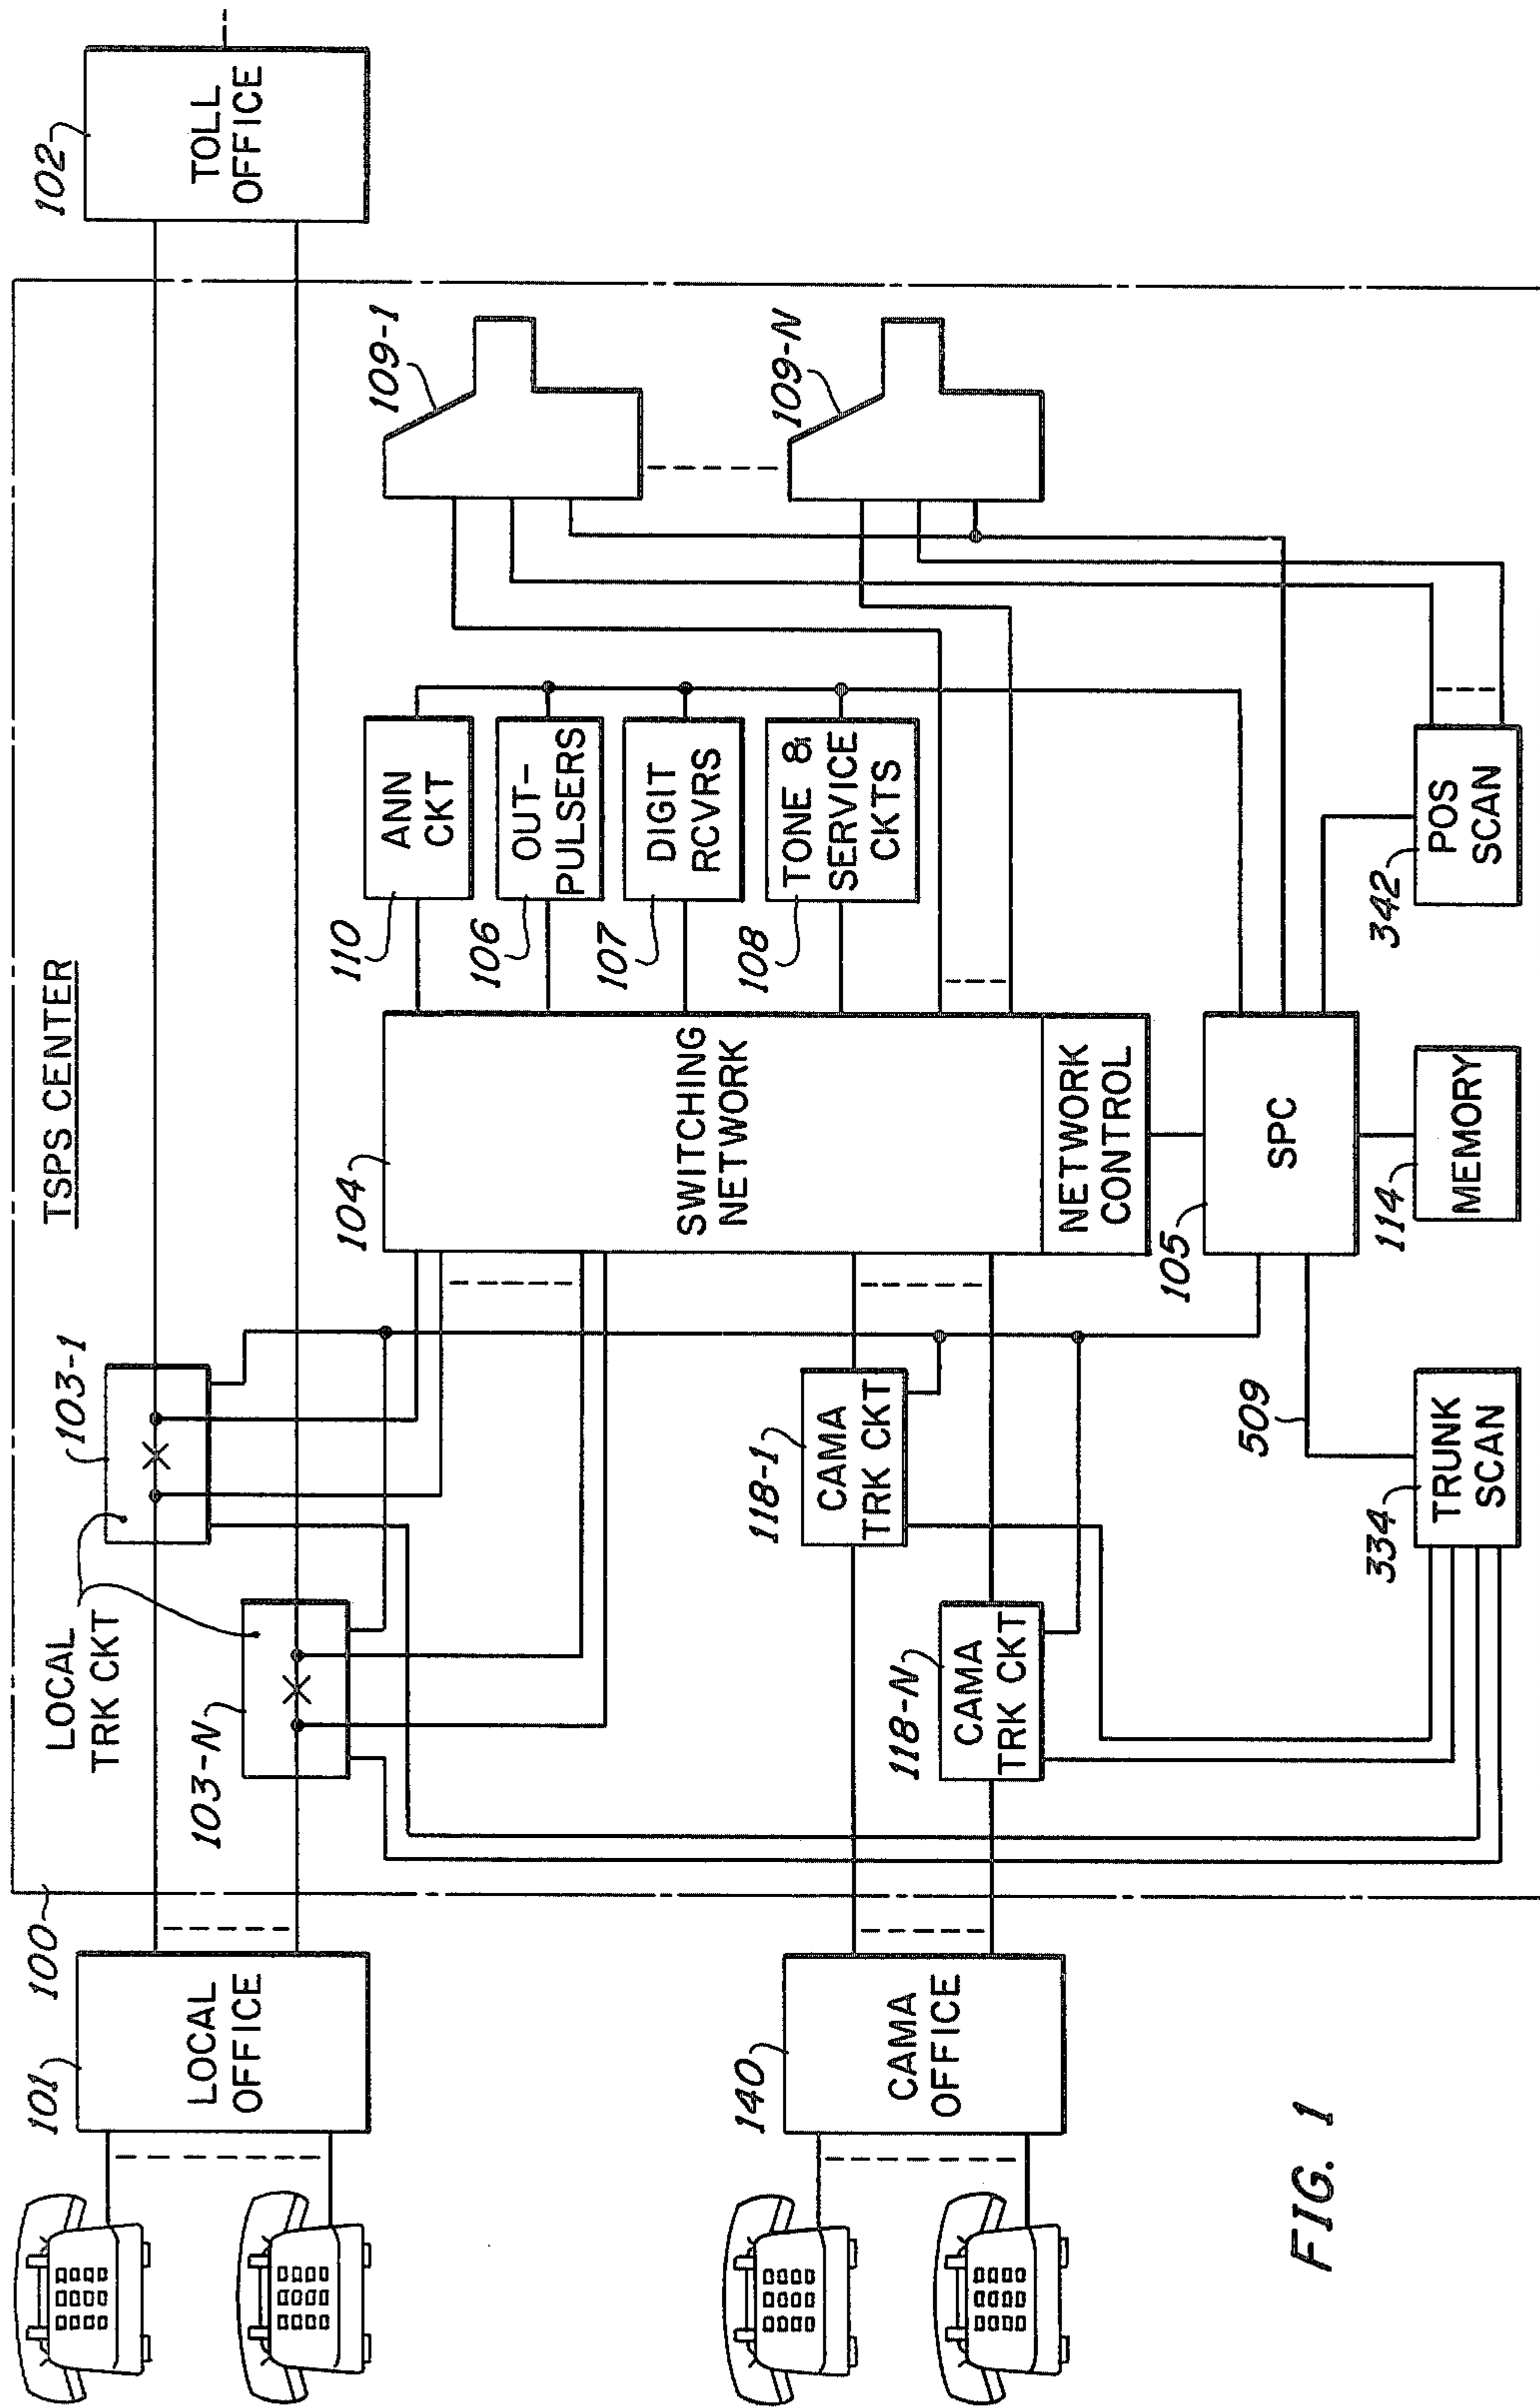 TSPS CENTER
101
LOCAL
OFFICE
100
LOCAL
TRK CKT
103-1
103-N
102
TOLL
OFFICE
104
SWITCHING
NETWORK
NETWORK
CONTROL
110
ANN
CKT
106
OUT-
PULSERS
107
DIGIT
RCVRS
108
TONE &
SERVICE
CKTS
109-1
109-N
140
CAMA
OFFICE
118-1
CAMA
TRK CKT
118-N
CAMA
TRK CKT
105
SPC
509
334
TRUNK
SCAN
114
MEMORY
342
POS
SCAN
FIG. 1